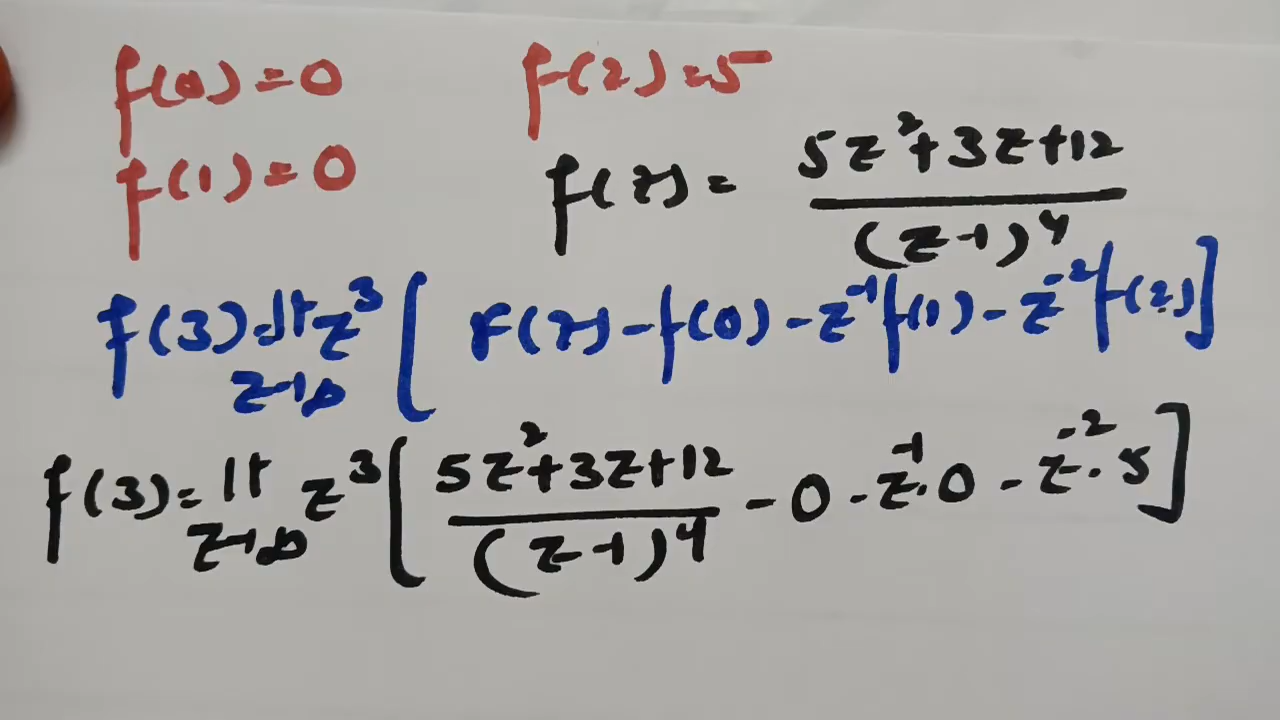 f(0)=0 f(2)=5
f(1)=0 f(z)= 5z²+3z+12 / (z-1)⁴
f(3)=lt z→∞ z³ [ F(z)-f(0)-z⁻¹f(1)-z⁻²f(2) ]
f(3)= lt z→∞ z³ [ 5z²+3z+12 / (z-1)⁴ -0-z⁻¹.0-z⁻².5 ]